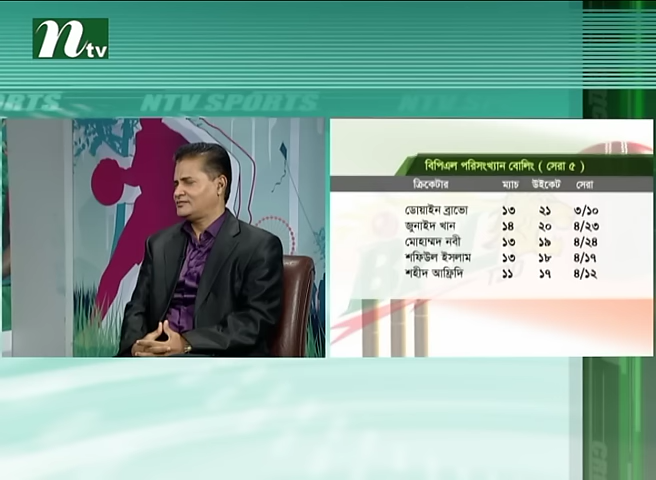 ntv
NTV SPORTS
বিপিএল পরিসংখ্যান বোলিং ( সেরা ৫ )
ক্রিকেটার ম্যাচ উইকেট সেরা
ডোয়াইন ব্রাভো ১৩ ২১ ৩/১০
জুনাইদ খান ১৪ ২০ ৪/২৩
মোহাম্মদ নবী ১৩ ১৯ ৪/২৪
শফিউল ইসলাম ১৩ ১৮ ৪/১৭
শহীদ আফ্রিদি ১১ ১৭ ৪/১২